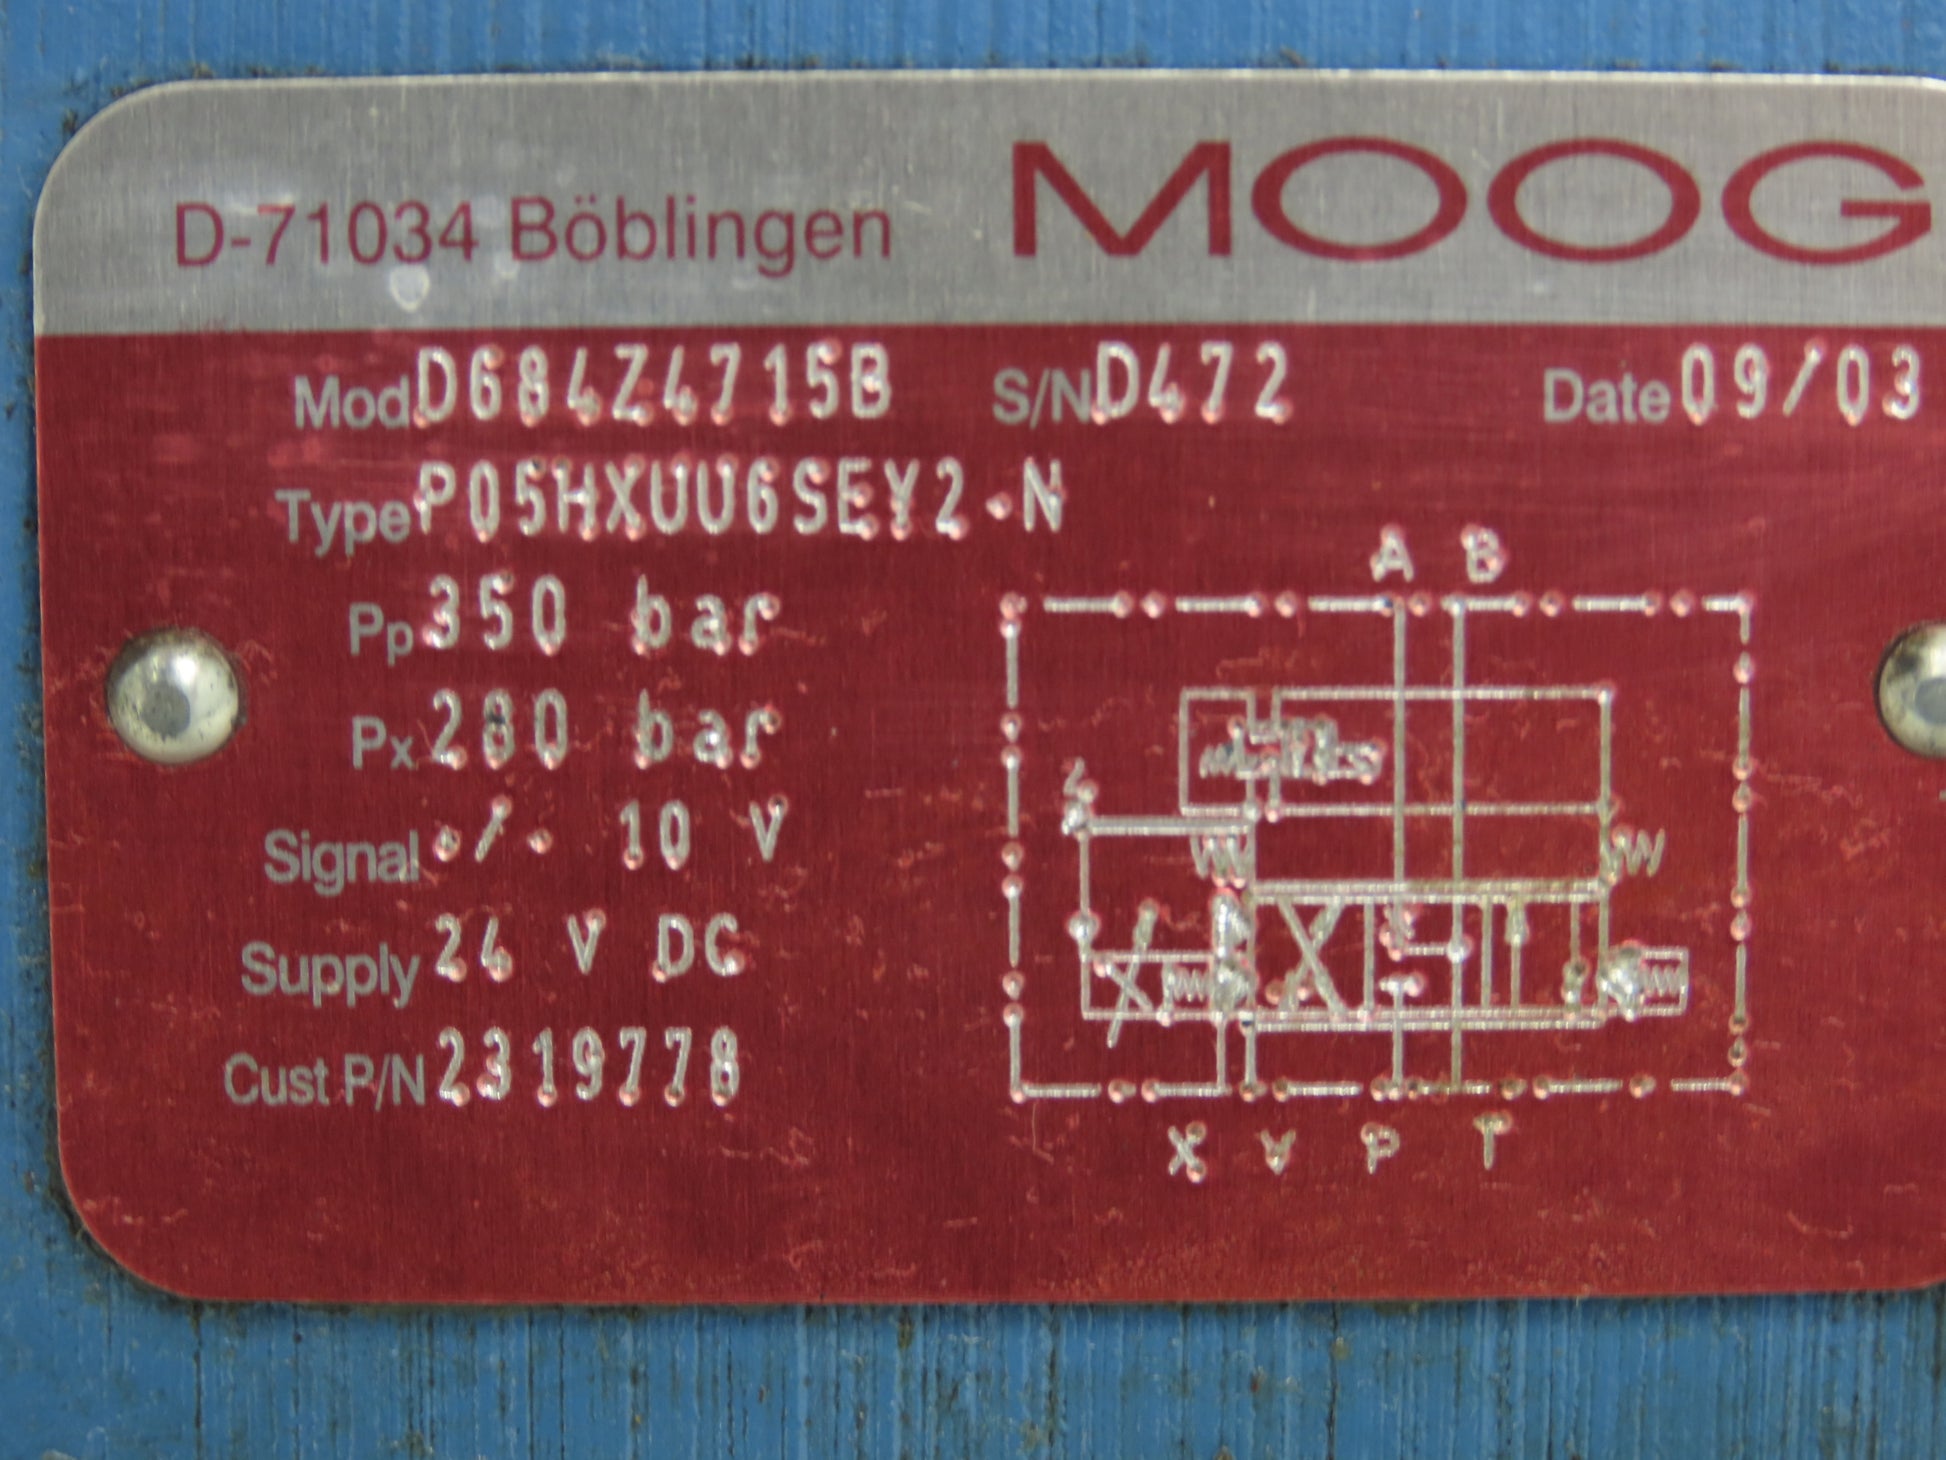 D-71034 Böblingen MOOG
Mod D684Z4715B S/N D472 Date 09/03
Type P05HXUU6SEY2-N
Pp 350 bar
Px 280 bar
Signal +/- 10 V
Supply 24 V DC
Cust P/N 2319778
A B
X Y P T